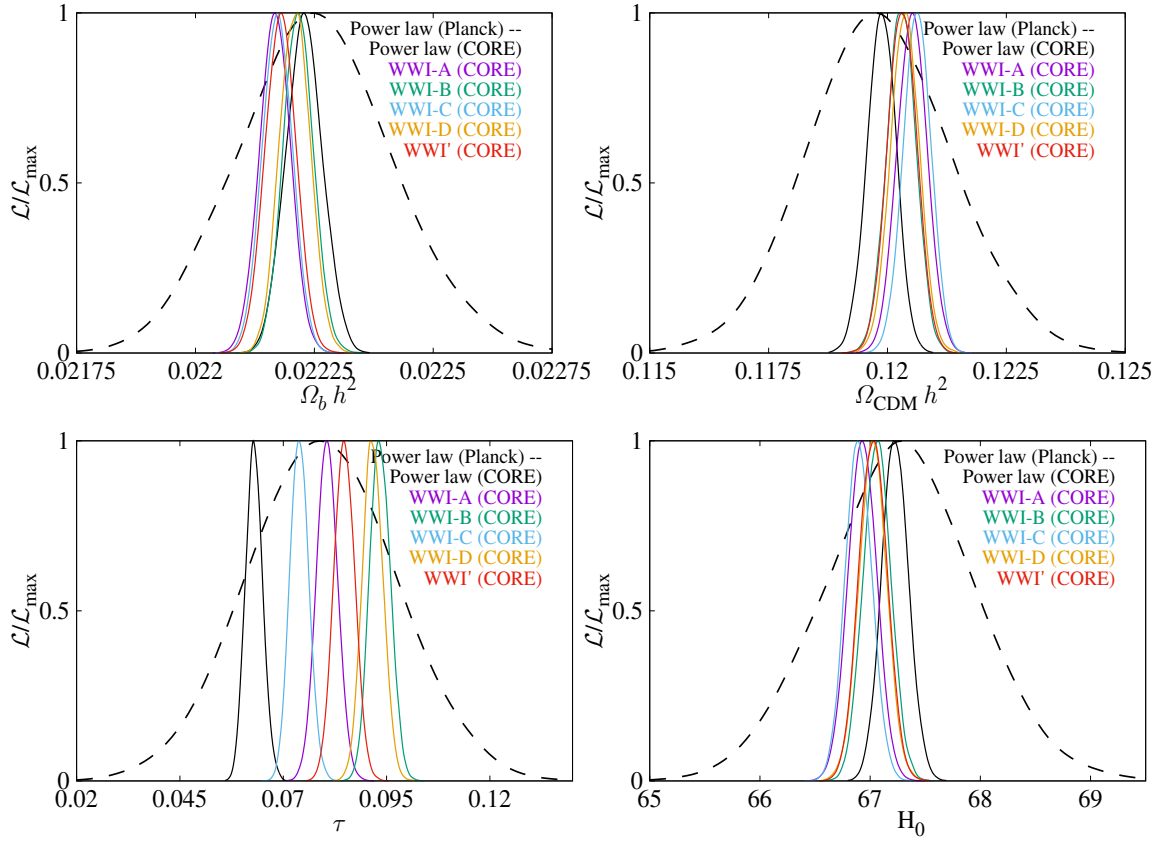 1
0.5
0
ℒ/ℒmax
Power law (Planck) --
Power law (CORE)
WWI-A (CORE)
WWI-B (CORE)
WWI-C (CORE)
WWI-D (CORE)
WWI' (CORE)
0.02175 0.022 0.02225 0.0225 0.02275
Ω_b h²
1
0.5
0
ℒ/ℒmax
Power law (Planck) --
Power law (CORE)
WWI-A (CORE)
WWI-B (CORE)
WWI-C (CORE)
WWI-D (CORE)
WWI' (CORE)
0.115 0.1175 0.12 0.1225 0.125
Ω_CDM h²
1
0.5
0
ℒ/ℒmax
Power law (Planck) --
Power law (CORE)
WWI-A (CORE)
WWI-B (CORE)
WWI-C (CORE)
WWI-D (CORE)
WWI' (CORE)
0.02 0.045 0.07 0.095 0.12
τ
1
0.5
0
ℒ/ℒmax
Power law (Planck) --
Power law (CORE)
WWI-A (CORE)
WWI-B (CORE)
WWI-C (CORE)
WWI-D (CORE)
WWI' (CORE)
65 66 67 68 69
H₀